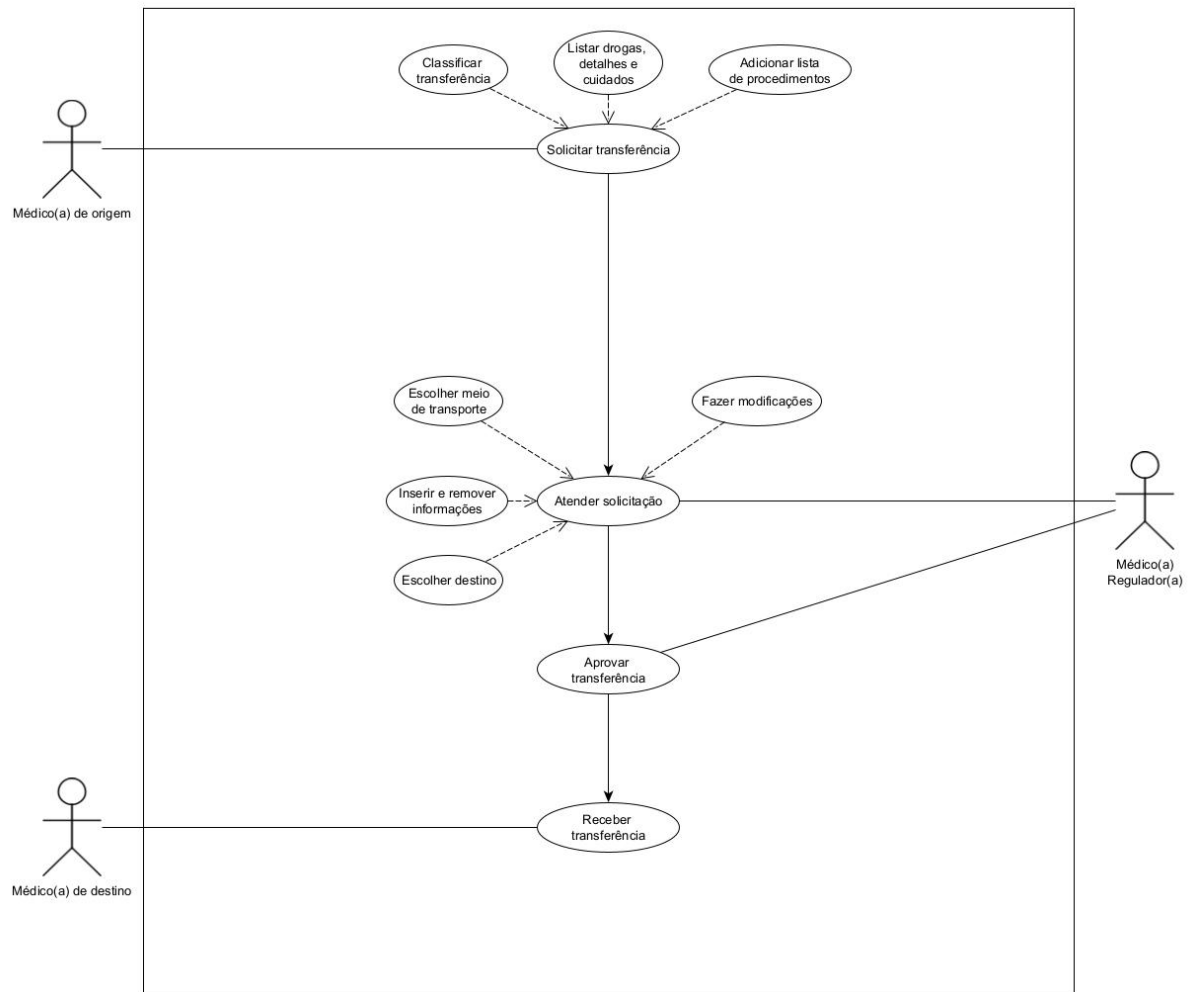 Classificar
transferência
Listar drogas,
detalhes e
cuidados
Adicionar lista
de procedimentos
Solicitar transferência
Médico(a) de origem
Escolher meio
de transporte
Fazer modificações
Inserir e remover
informações
Atender solicitação
Médico(a)
Regulador(a)
Escolher destino
Aprovar
transferência
Receber
transferência
Médico(a) de destino